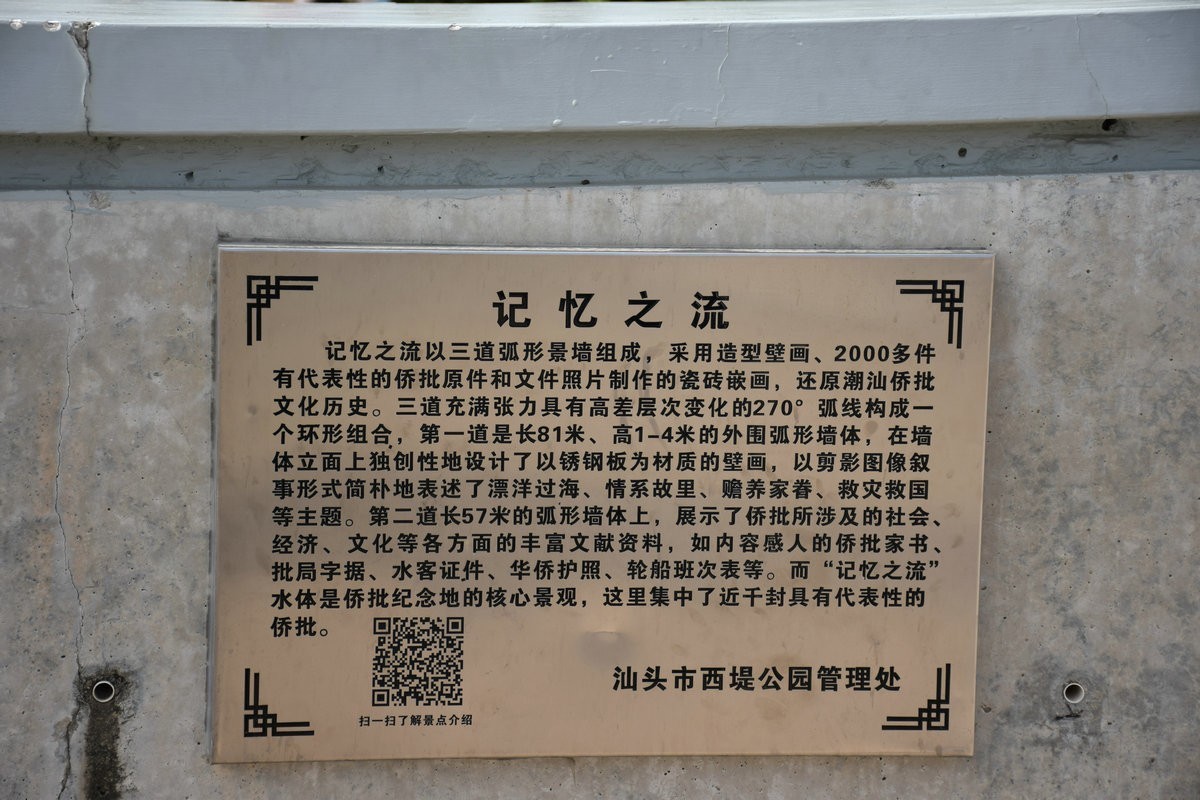 记忆之流
记忆之流以三道弧形景墙组成，采用造型壁画、2000多件
有代表性的侨批原件和文件照片制作的瓷砖嵌画，还原潮汕侨批
文化历史。三道充满张力具有高差层次变化的270°弧线构成一
个环形组合，第一道是长81米、高1-4米的外围弧形墙体，在墙
体立面上独创性地设计了以锈钢板为材质的壁画，以剪影图像叙
事形式简朴地表述了漂洋过海、情系故里、赡养家眷、救灾救国
等主题。第二道长57米的弧形墙体上，展示了侨批所涉及的社会、
经济、文化等各方面的丰富文献资料，如内容感人的侨批家书、
批局字据、水客证件、华侨护照、轮船班次表等。而“记忆之流”
水体是侨批纪念地的核心景观，这里集中了近千封具有代表性的
侨批。
汕头市西堤公园管理处
扫一扫了解景点介绍